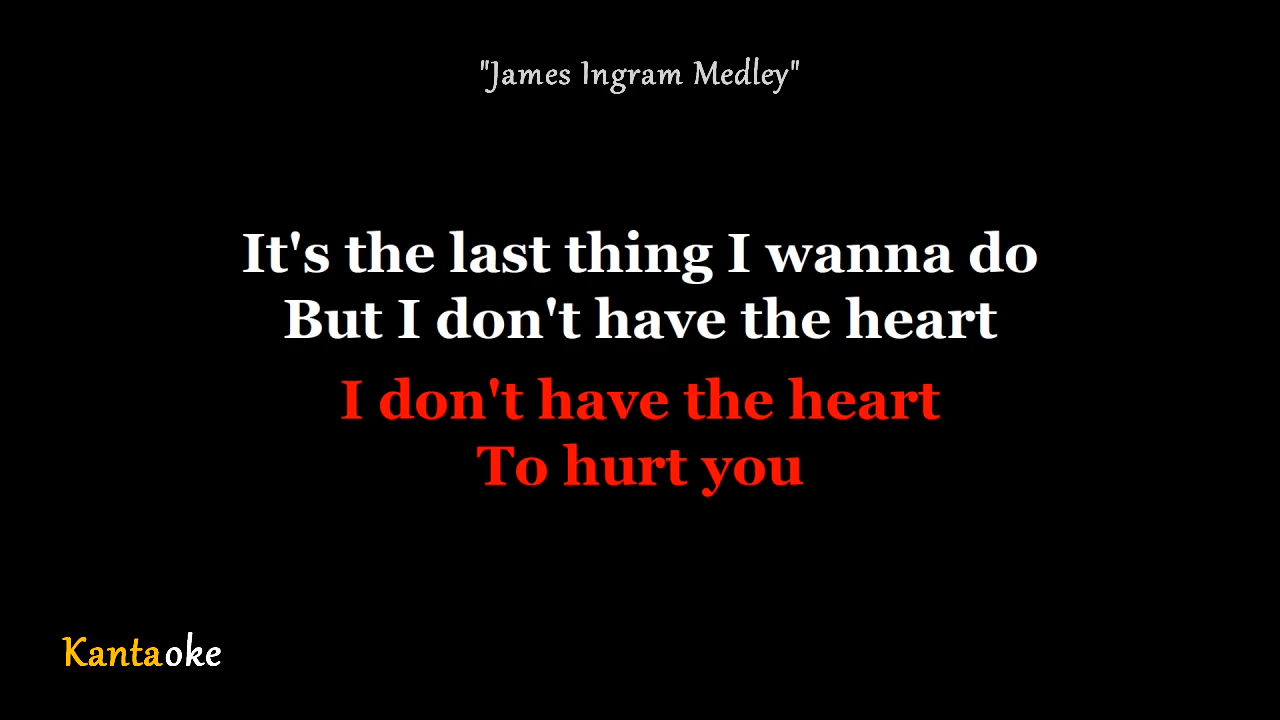 "James Ingram Medley"
It's the last thing I wanna do
But I don't have the heart
I don't have the heart
To hurt you
Kantaoke